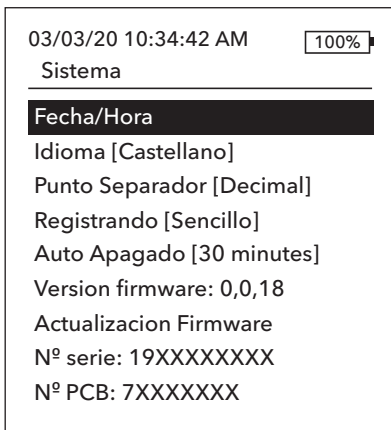 03/03/20 10:34:42 AM 100%
Sistema
Fecha/Hora
Idioma [Castellano]
Punto Separador [Decimal]
Registrando [Sencillo]
Auto Apagado [30 minutes]
Version firmware: 0,0,18
Actualizacion Firmware
Nº serie: 19XXXXXXXX
Nº PCB: 7XXXXXXX